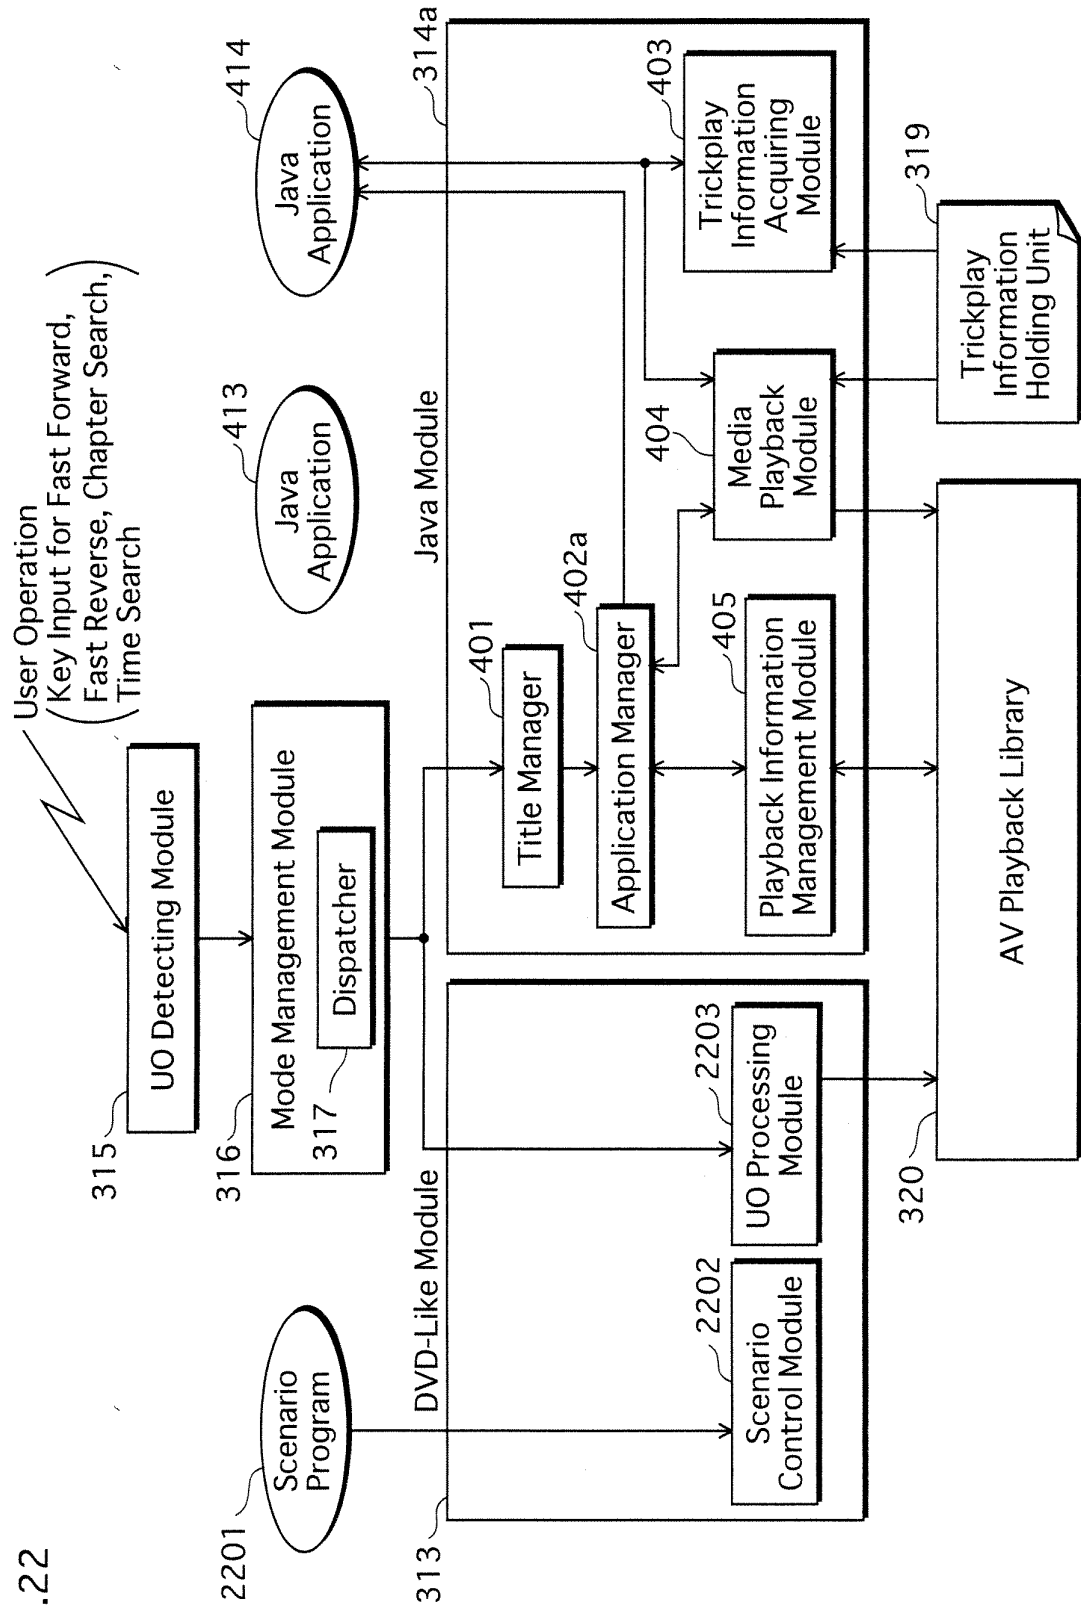 .22
User Operation
Key Input for Fast Forward,
Fast Reverse, Chapter Search,
Time Search
315
UO Detecting Module
316
Mode Management Module
317
Dispatcher
2201
Scenario
Program
413
Java
Application
414
Java
Application
313
DVD-Like Module
2202
Scenario
Control Module
2203
UO Processing
Module
Java Module
314a
401
Title Manager
402a
Application Manager
405
Playback Information
Management Module
404
Media
Playback
Module
403
Trickplay
Information
Acquiring
Module
320
AV Playback Library
319
Trickplay
Information
Holding Unit